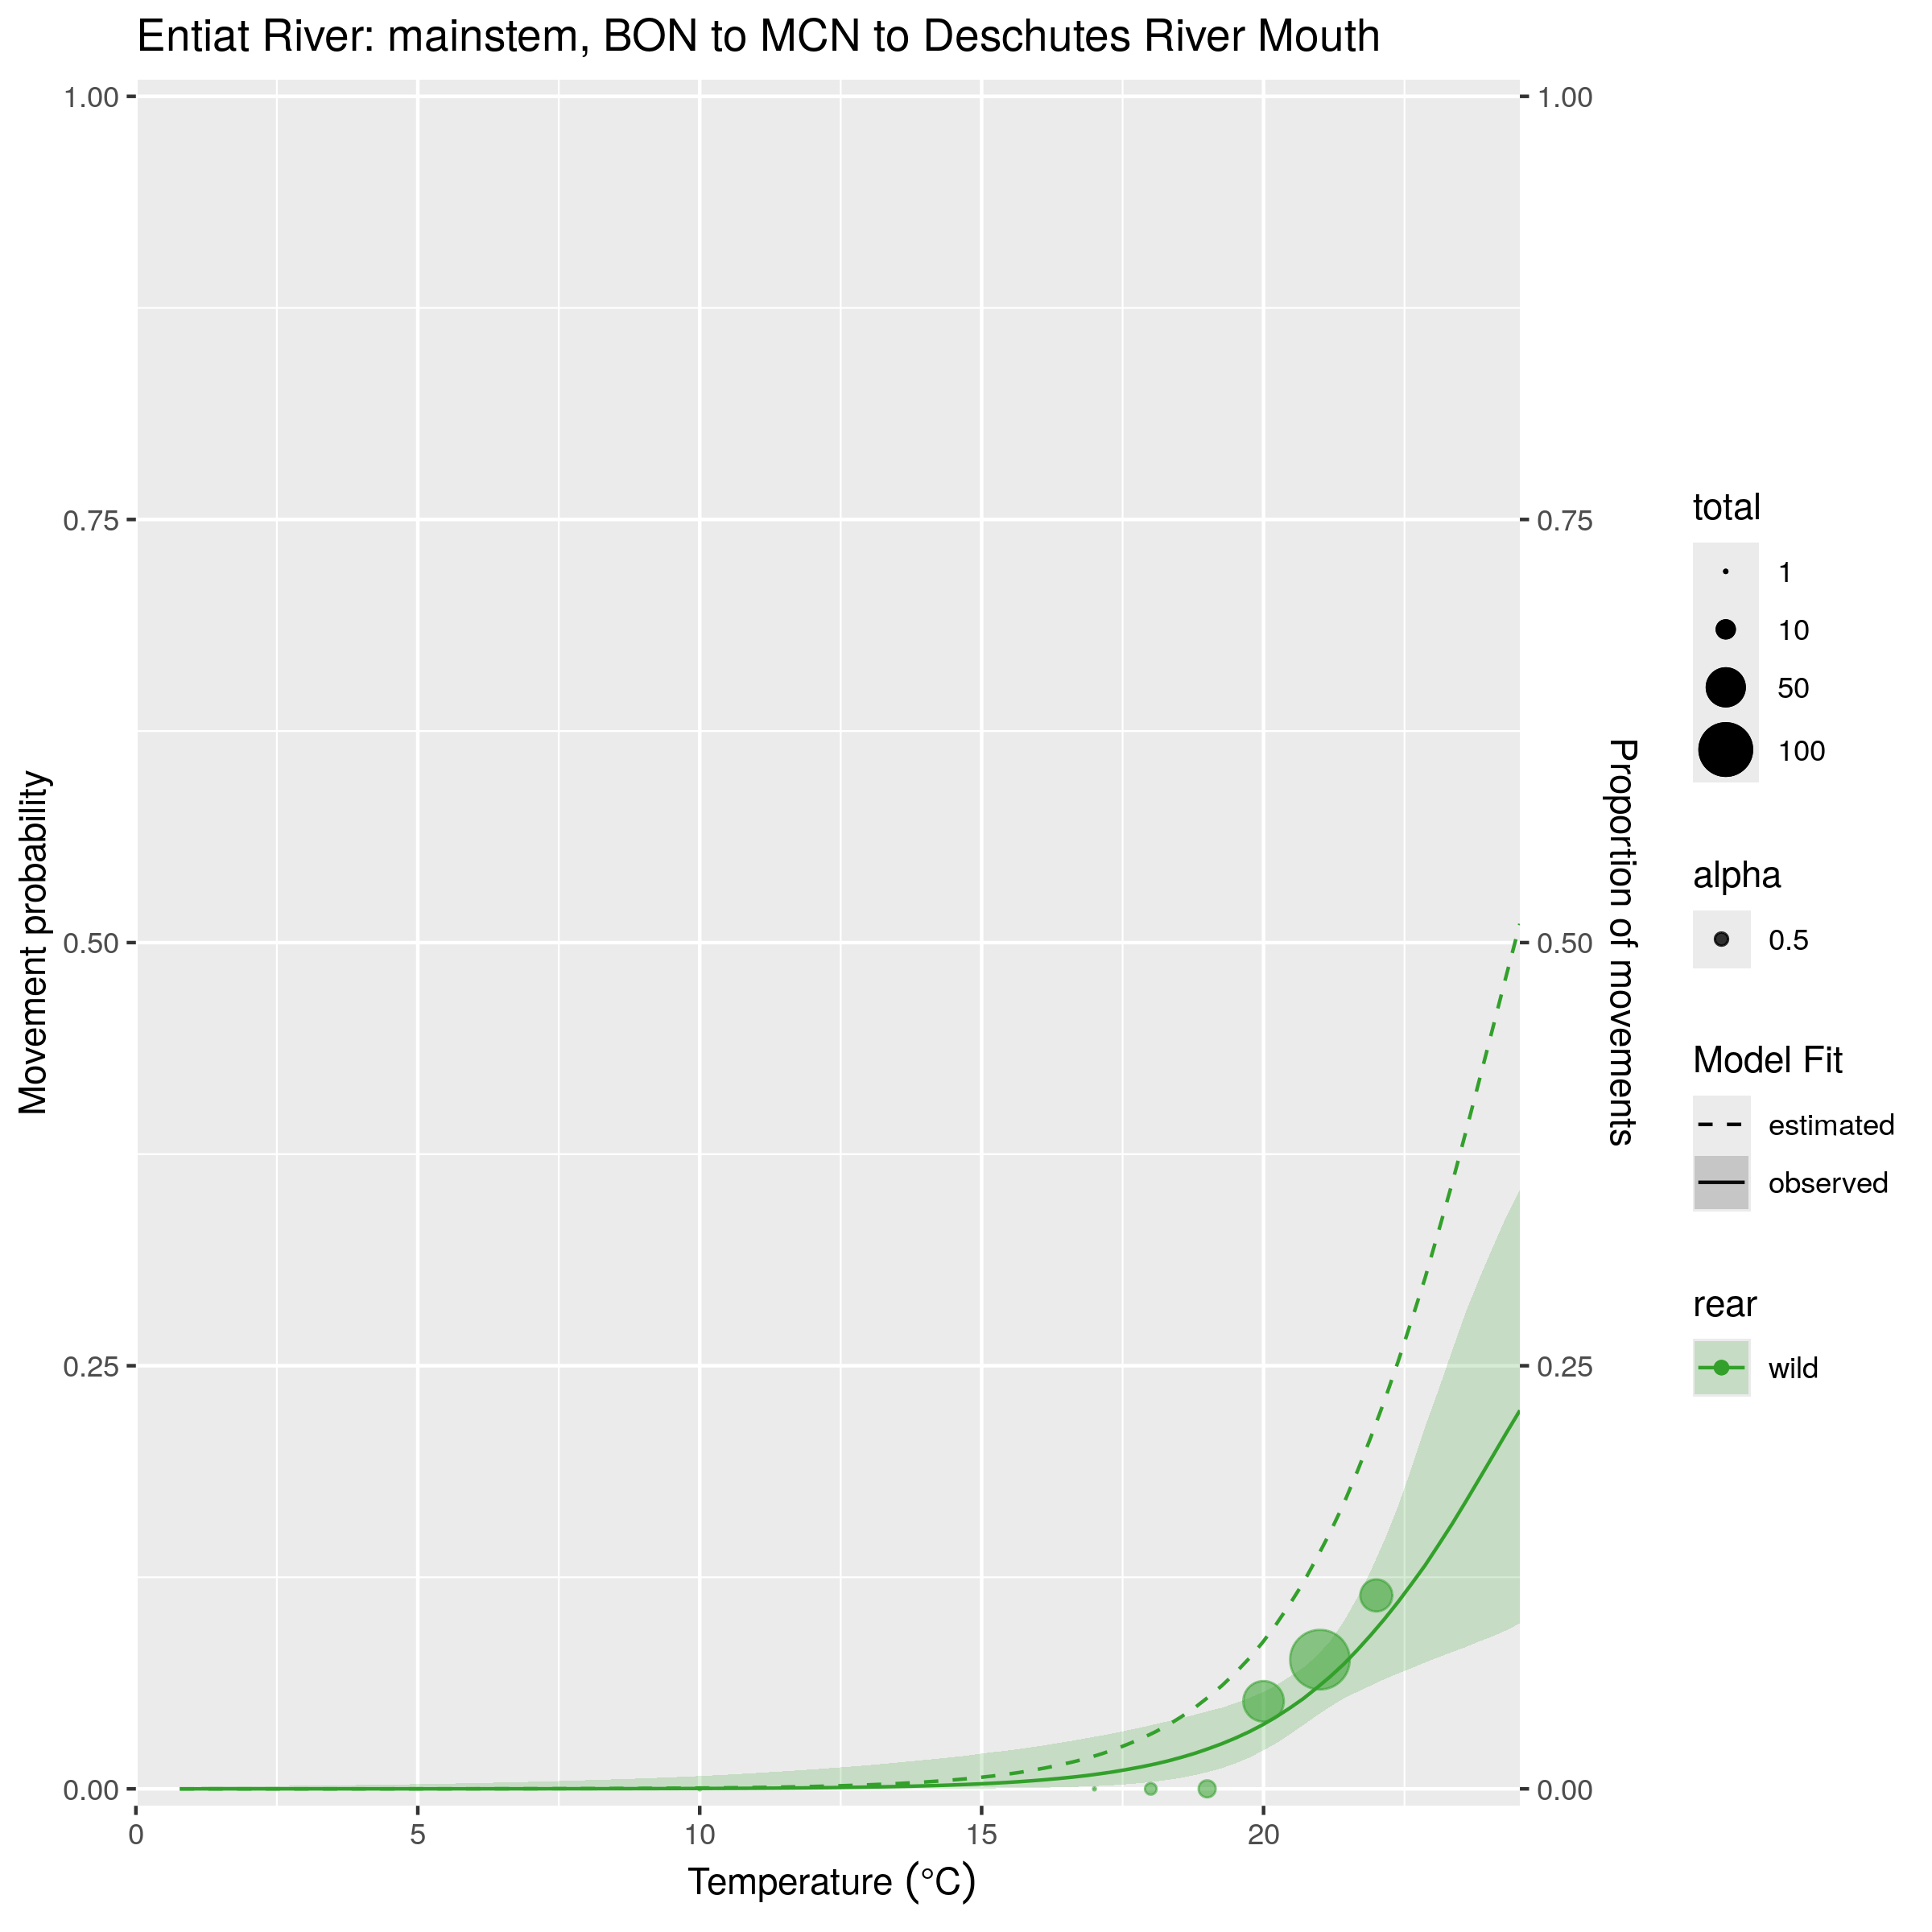 Entiat River: mainstem, BON to MCN to Deschutes River Mouth
Movement probability
1.00
0.75
0.50
0.25
0.00
0
5
10
15
20
Temperature (°C)
1.00
0.75
0.50
0.25
0.00
Proportion of movements
total
1
10
50
100
alpha
0.5
Model Fit
estimated
observed
rear
wild